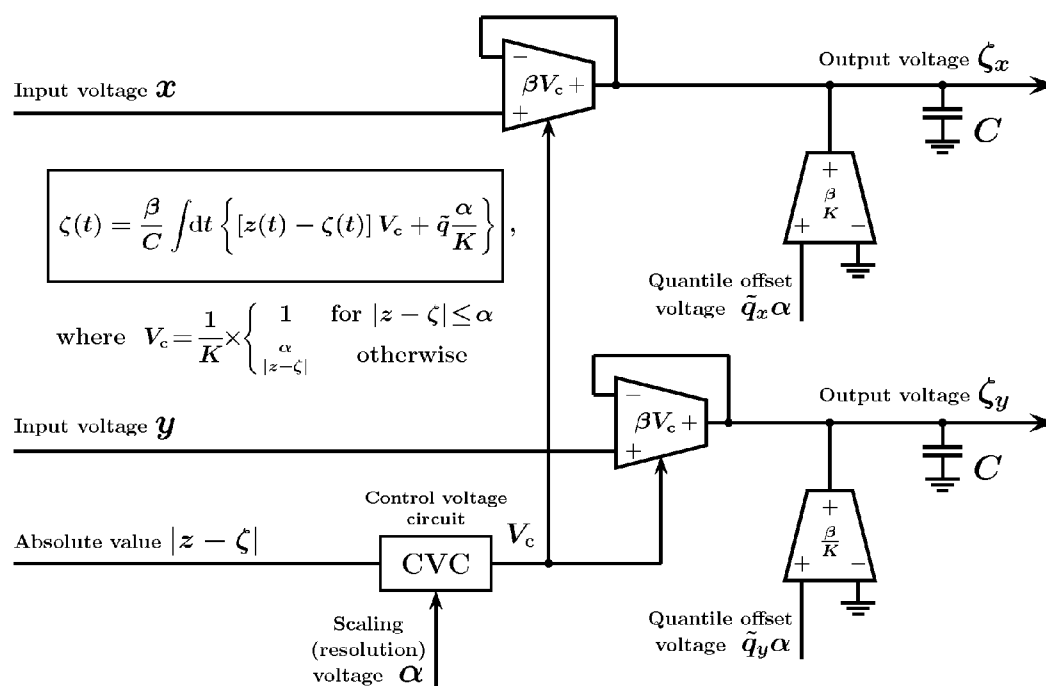 Input voltage x
− βVc + +
Output voltage ζx
C
+ β/K + −
Quantile offset
voltage q̃xα
ζ(t) = β/C ∫dt { [z(t) − ζ(t)] Vc + q̃ α/K } ,
where Vc = 1/K × { 1 for |z − ζ| ≤ α
α/|z−ζ| otherwise
Input voltage y
− βVc + +
Output voltage ζy
C
+ β/K + −
Quantile offset
voltage q̃yα
Control voltage
circuit
Absolute value |z − ζ|
CVC
Vc
Scaling
(resolution)
voltage α